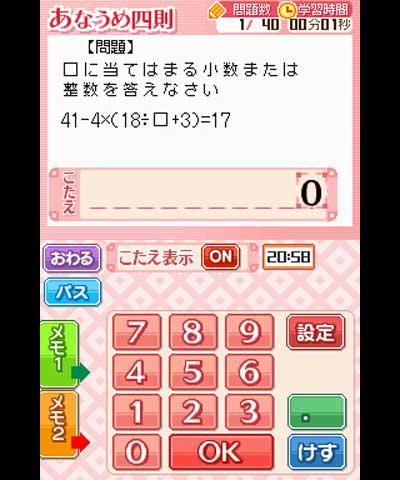 あなうめ四則
問題数 学習時間
1/ 40 00分01秒
【問題】
□に当てはまる小数または
整数を答えなさい
41-4×(18÷□+3)=17
こたえ
0
おわる こたえ表示 ON 20:58
パス
メモ1
メモ2
7 8 9 設定
4 5 6
1 2 3 .
0 OK けす